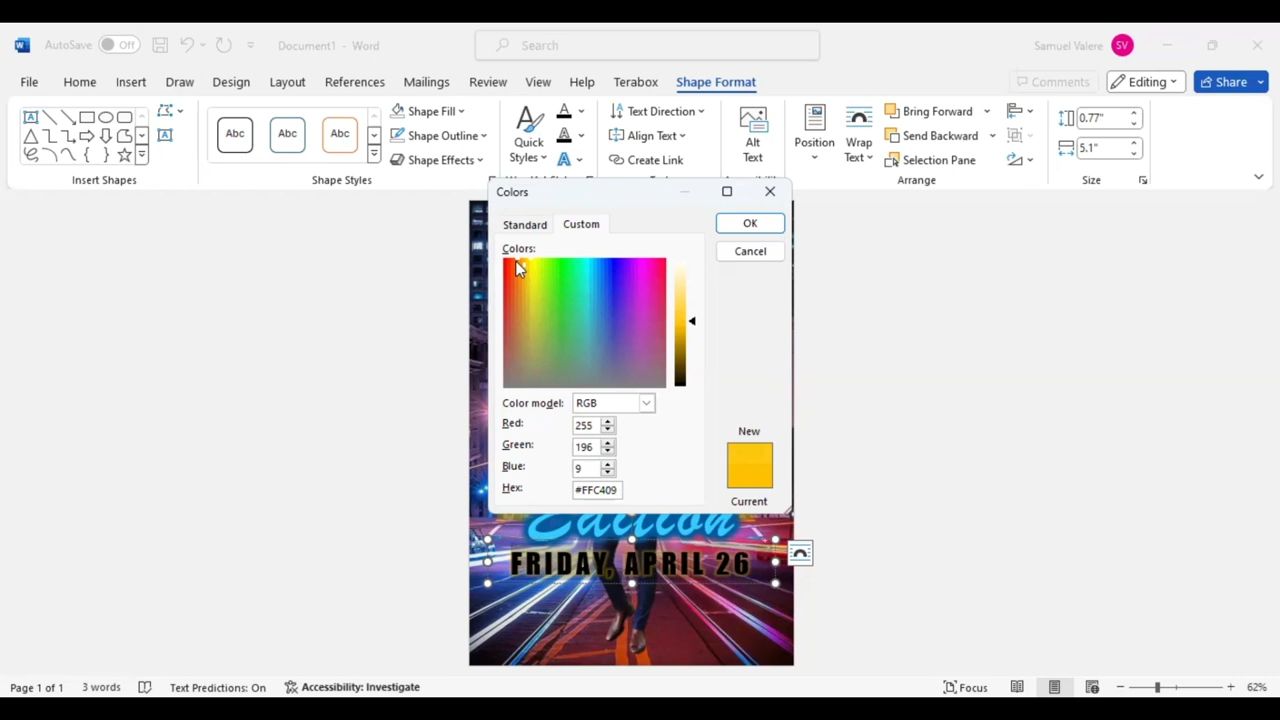 AutoSave Off Document1 - Word Search Samuel Valere SV
File Home Insert Draw Design Layout References Mailings Review View Help Terabox Shape Format Comments Editing Share
Abc Abc Abc Shape Fill Text Direction Bring Forward 0.77"
Shape Outline Align Text Send Backward
Quick Styles Alt Text Position Wrap Text 5.1"
Shape Effects Create Link Selection Pane
Insert Shapes Shape Styles Arrange Size
Colors
Standard Custom OK
Colors: Cancel
Color model: RGB
Red: 255
Green: 196
Blue: 9
Hex: #FFC409
New
Current
Edition
FRIDAY, APRIL 26
Page 1 of 1 3 words Text Predictions: On Accessibility: Investigate Focus 62%